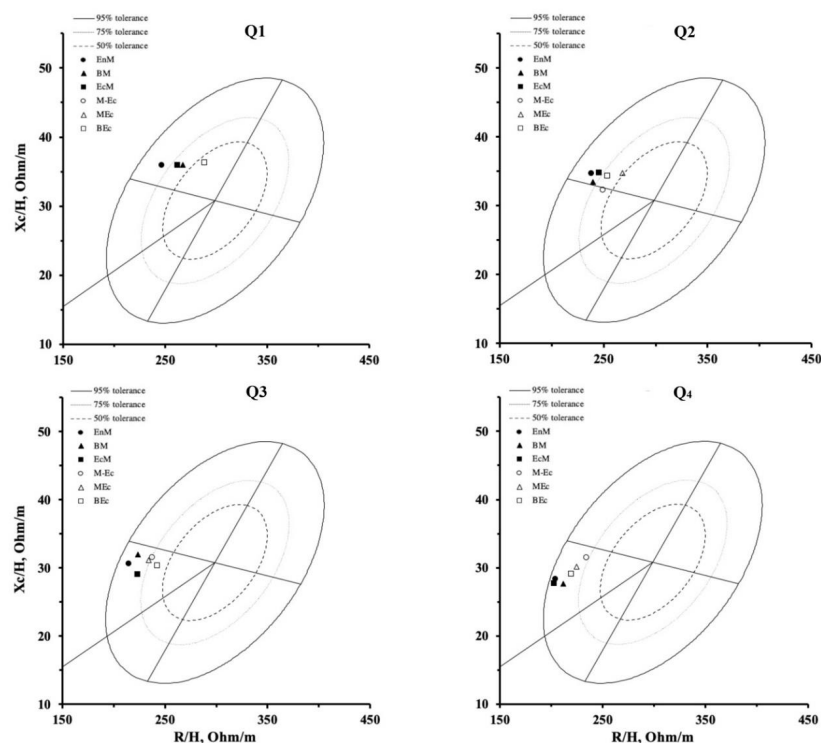 Q1
95% tolerance
75% tolerance
50% tolerance
EnM
BM
EcM
M-Ec
MEc
BEc
Xc/H, Ohm/m
50
40
30
20
10
150
250
350
450
Q2
95% tolerance
75% tolerance
50% tolerance
EnM
BM
EcM
M-Ec
MEc
BEc
50
40
30
20
10
150
250
350
450
Q3
95% tolerance
75% tolerance
50% tolerance
EnM
BM
EcM
M-Ec
MEc
BEc
Xc/H, Ohm/m
50
40
30
20
10
150
250
350
450
R/H, Ohm/m
Q4
95% tolerance
75% tolerance
50% tolerance
EnM
BM
EcM
M-Ec
MEc
BEc
50
40
30
20
10
150
250
350
450
R/H, Ohm/m